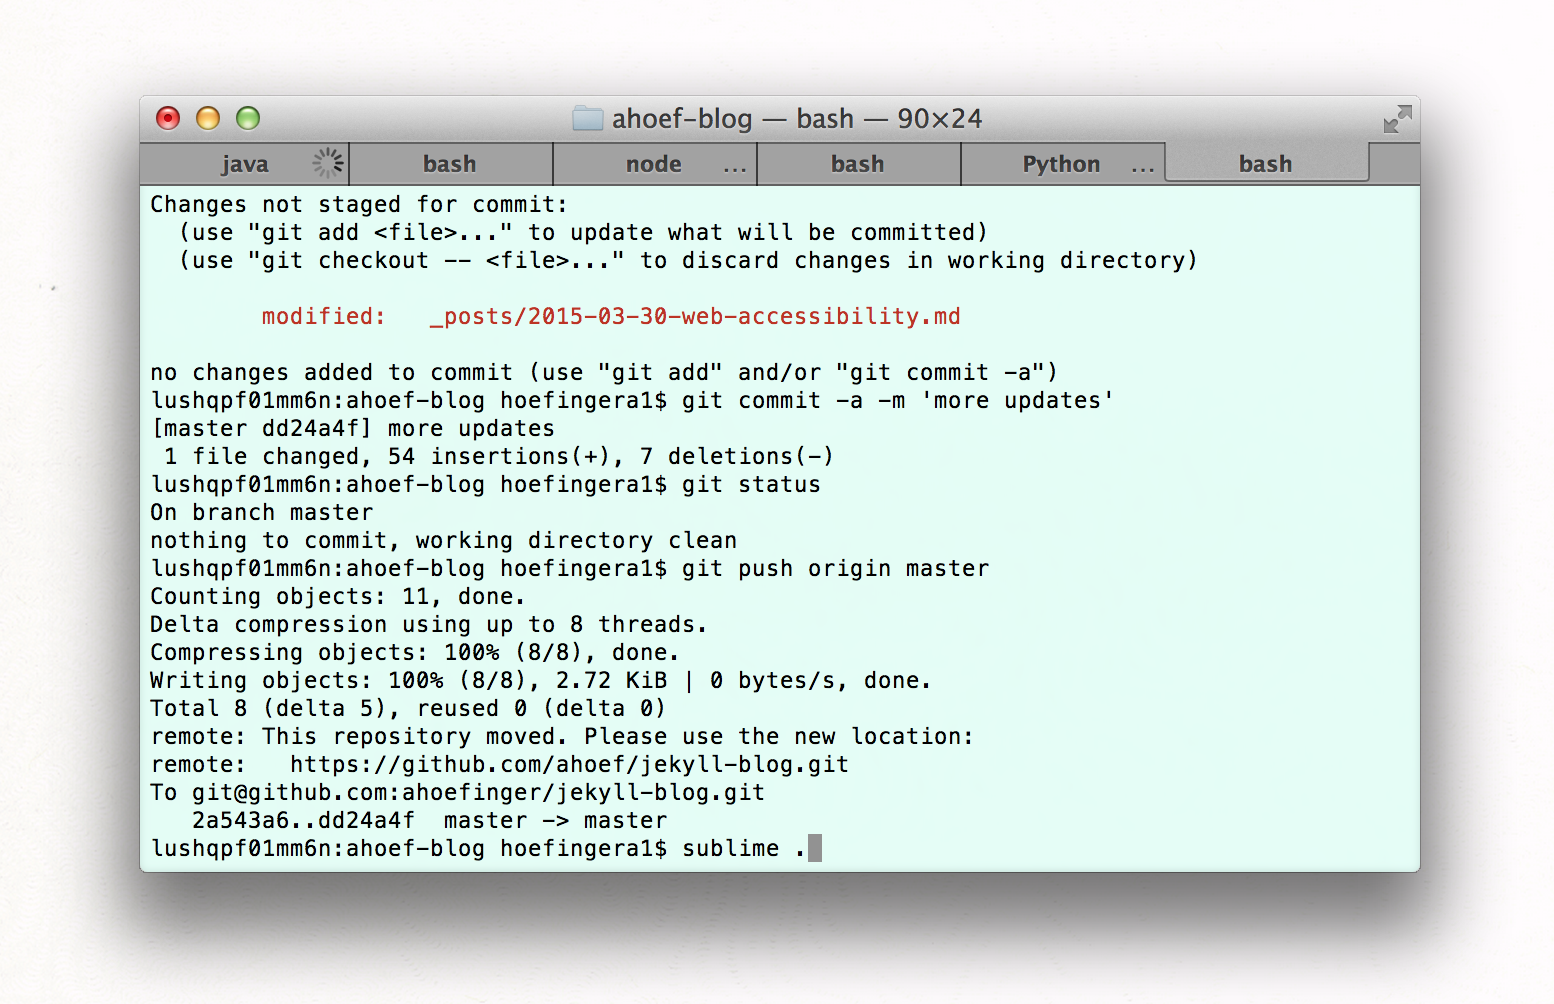 ahoef-blog — bash — 90×24
java bash node ... bash Python ... bash
Changes not staged for commit:
  (use "git add <file>..." to update what will be committed)
  (use "git checkout -- <file>..." to discard changes in working directory)
        modified:   _posts/2015-03-30-web-accessibility.md
no changes added to commit (use "git add" and/or "git commit -a")
lushqpf01mm6n:ahoef-blog hoefingera1$ git commit -a -m 'more updates'
[master dd24a4f] more updates
 1 file changed, 54 insertions(+), 7 deletions(-)
lushqpf01mm6n:ahoef-blog hoefingera1$ git status
On branch master
nothing to commit, working directory clean
lushqpf01mm6n:ahoef-blog hoefingera1$ git push origin master
Counting objects: 11, done.
Delta compression using up to 8 threads.
Compressing objects: 100% (8/8), done.
Writing objects: 100% (8/8), 2.72 KiB | 0 bytes/s, done.
Total 8 (delta 5), reused 0 (delta 0)
remote: This repository moved. Please use the new location:
remote:   https://github.com/ahoef/jekyll-blog.git
To git@github.com:ahoefinger/jekyll-blog.git
   2a543a6..dd24a4f  master -> master
lushqpf01mm6n:ahoef-blog hoefingera1$ sublime .